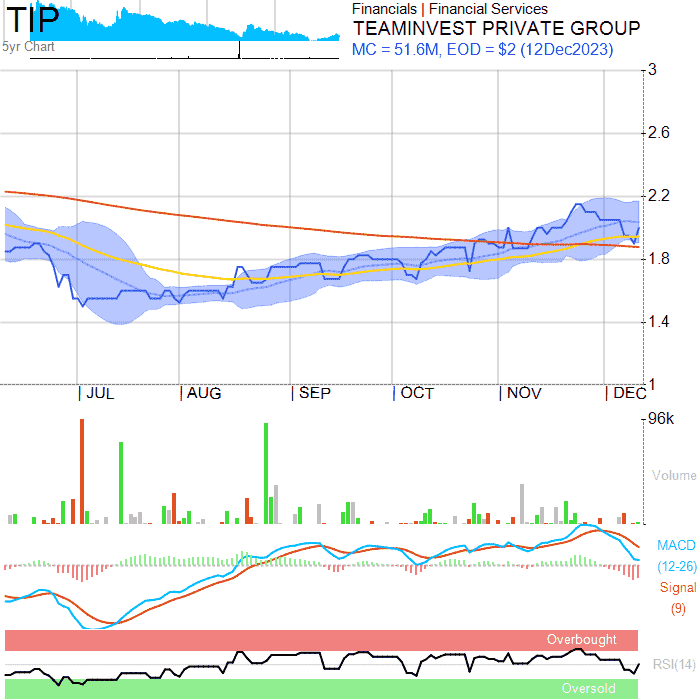 TIP
5yr Chart
Financials | Financial Services
TEAMINVEST PRIVATE GROUP
MC = 51.6M, EOD = $2 (12Dec2023)
3
2.6
2.2
1.8
1.4
1
| JUL | AUG | SEP | OCT | NOV | DEC
96k
Volume
MACD
(12-26)
Signal
(9)
Overbought
RSI(14)
Oversold